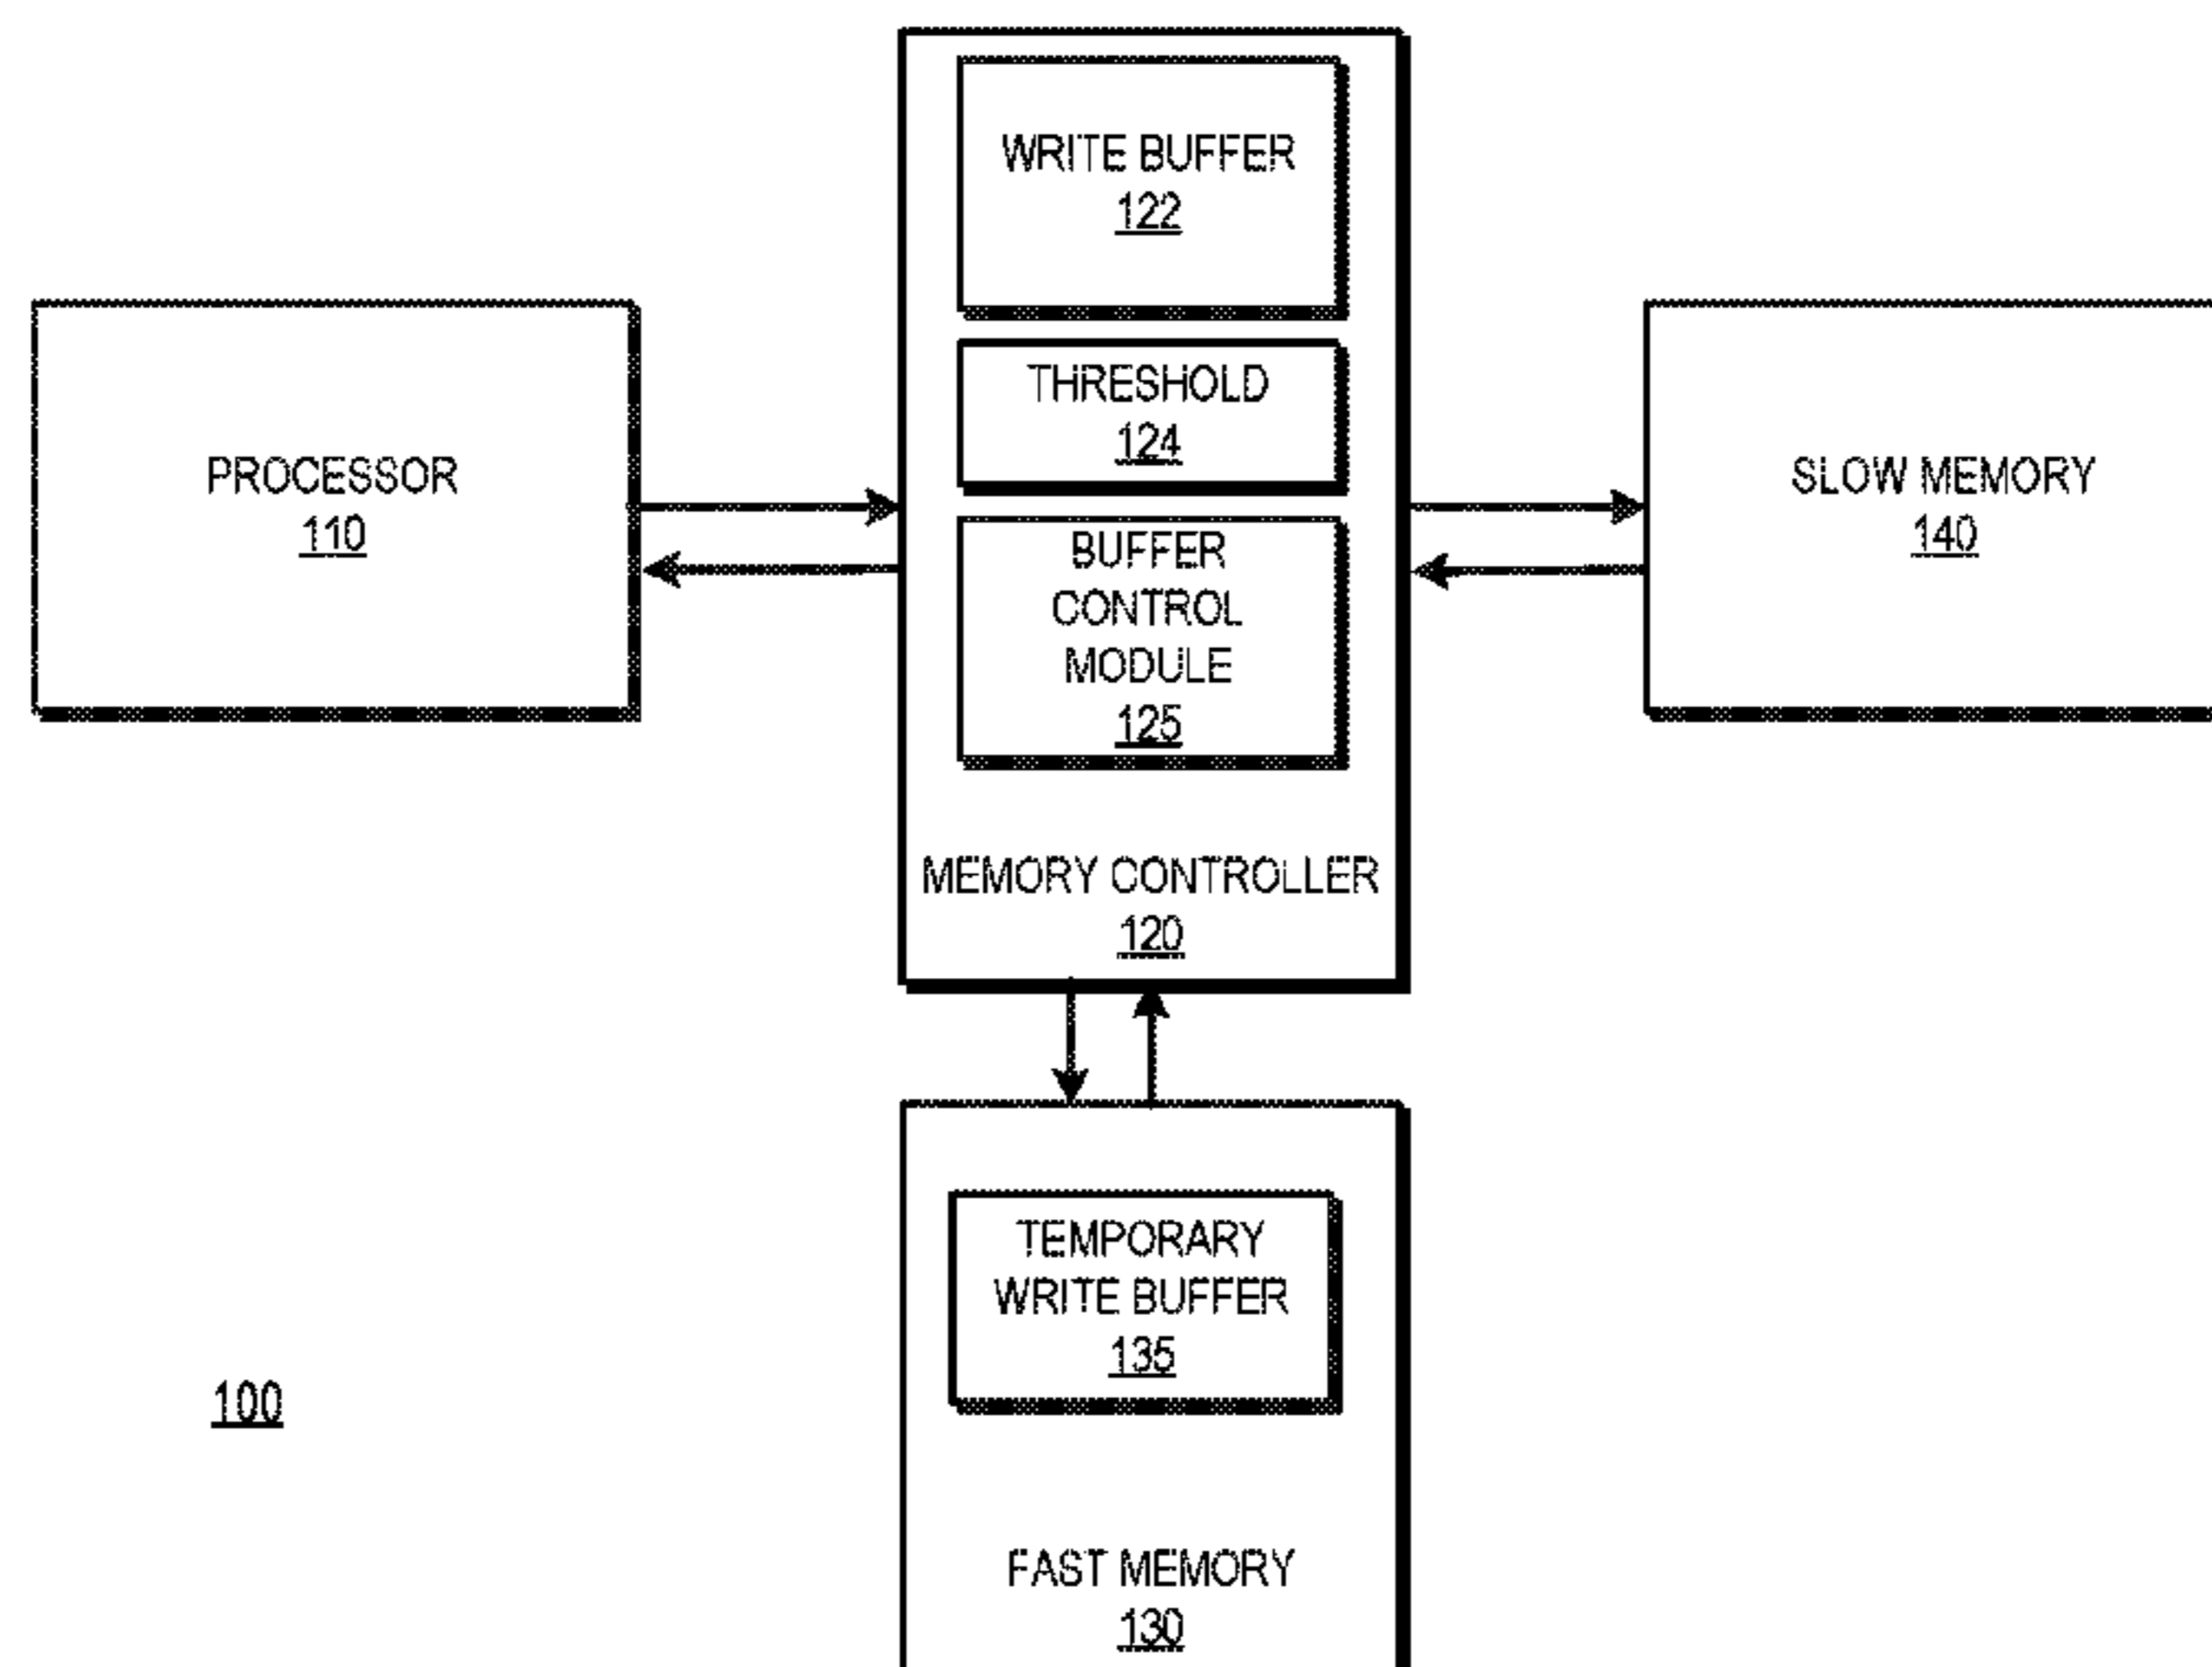 WRITE BUFFER
122
THRESHOLD
124
PROCESSOR
110
BUFFER
CONTROL
MODULE
125
SLOW MEMORY
140
MEMORY CONTROLLER
120
TEMPORARY
WRITE BUFFER
135
100
FAST MEMORY
130